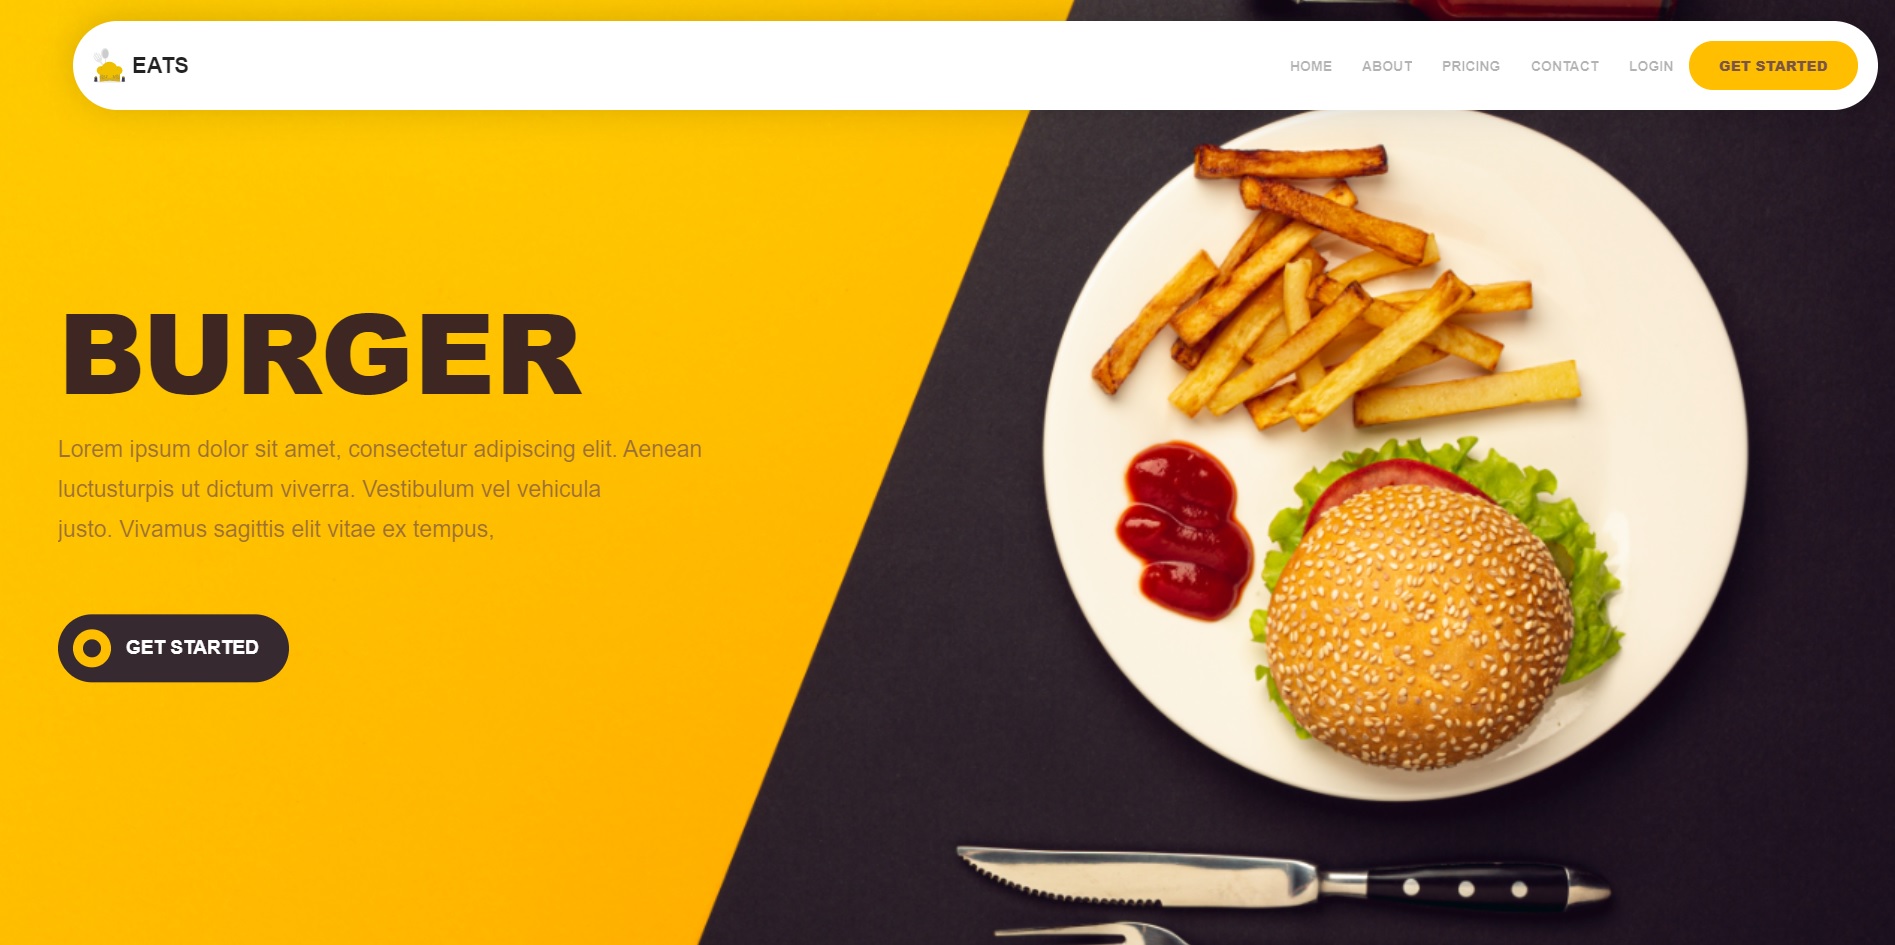 EATS
HOME ABOUT PRICING CONTACT LOGIN GET STARTED
BURGER
Lorem ipsum dolor sit amet, consectetur adipiscing elit. Aenean
luctusturpis ut dictum viverra. Vestibulum vel vehicula
justo. Vivamus sagittis elit vitae ex tempus,
GET STARTED